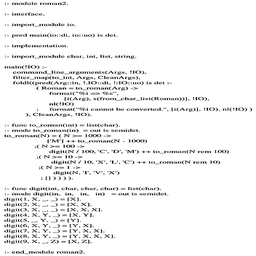 :- module roman2.
:- interface.
:- import_module io.
:- pred main(io::di, io::uo) is det.
:- implementation.
:- import_module char, int, list, string.
main(!IO) :-
command_line_arguments(Args, !IO),
filter_map(to_int, Args, CleanArgs),
foldl((pred(Arg::in, !.IO::di, !:IO::uo) is det :-
( Roman = to_roman(Arg) ->
format("%i => %s",
[i(Arg), s(from_char_list(Roman))], !IO),
nl(!IO)
; format("%i cannot be converted.", [i(Arg)], !IO), nl(!IO) )
), CleanArgs, !IO).
:- func to_roman(int) = list(char).
:- mode to_roman(in) = out is semidet.
to_roman(N) = ( N >= 1000 ->
['M'] ++ to_roman(N - 1000)
;( N >= 100 ->
digit(N / 100, 'C', 'D', 'M') ++ to_roman(N rem 100)
;( N >= 10 ->
digit(N / 10, 'X', 'L', 'C') ++ to_roman(N rem 10)
;( N >= 1 ->
digit(N, 'I', 'V', 'X')
; [] ) ) ) ).
:- func digit(int, char, char, char) = list(char).
:- mode digit(in, in, in, in) = out is semidet.
digit(1, X, _, _) = [X].
digit(2, X, _, _) = [X, X].
digit(3, X, _, _) = [X, X, X].
digit(4, X, Y, _) = [X, Y].
digit(5, _, Y, _) = [Y].
digit(6, X, Y, _) = [Y, X].
digit(7, X, Y, _) = [Y, X, X].
digit(8, X, Y, _) = [Y, X, X, X].
digit(9, X, _, Z) = [X, Z].
:- end_module roman2.